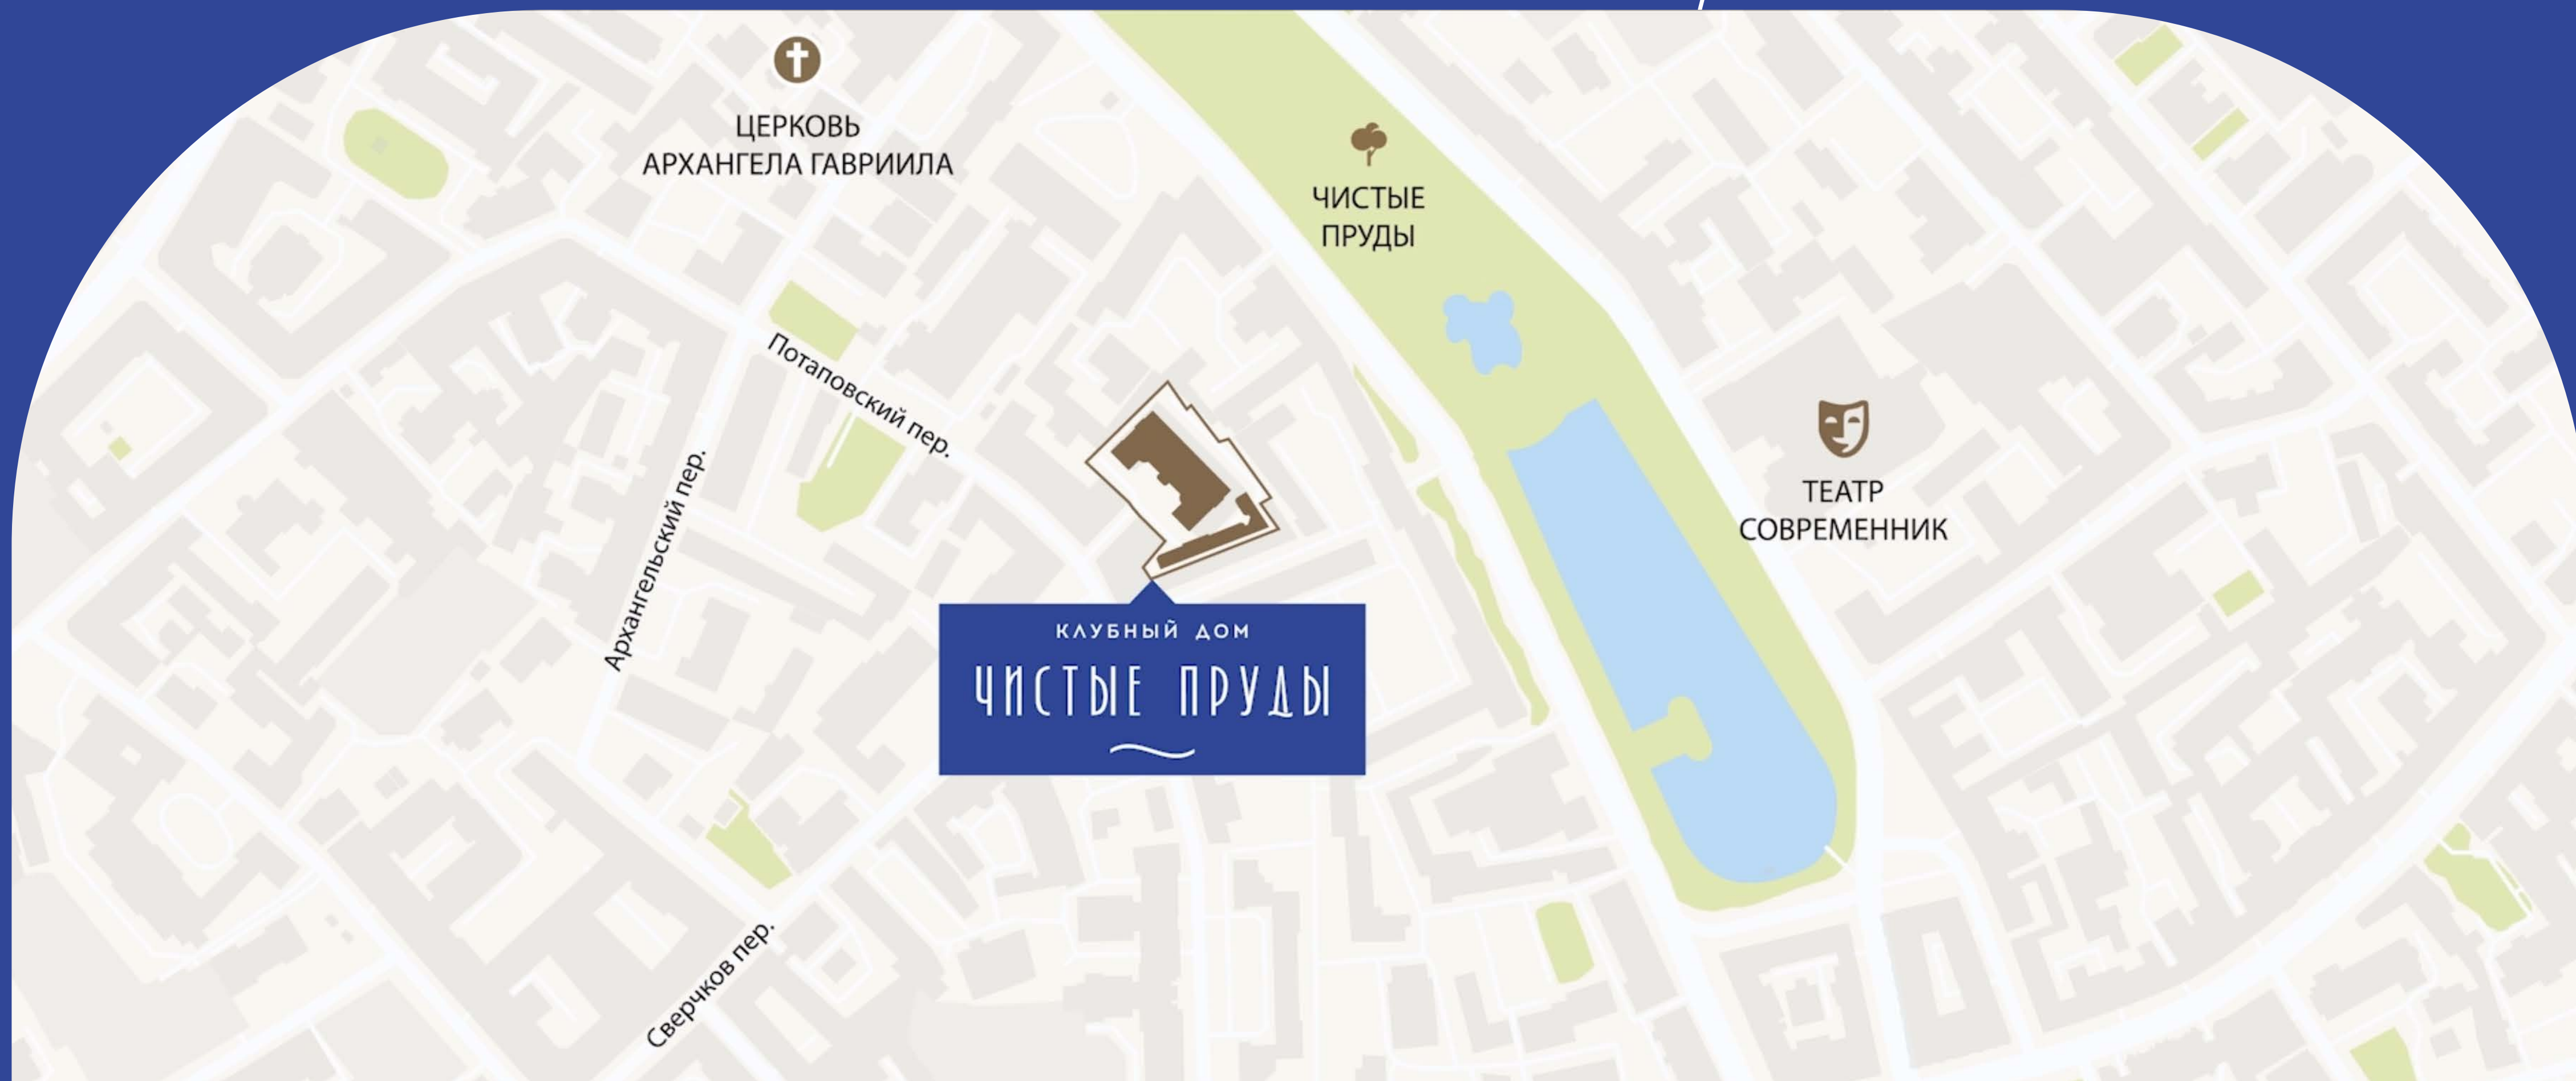 ЦЕРКОВЬ
АРХАНГЕЛА ГАВРИИЛА
ЧИСТЫЕ
ПРУДЫ
Потаповский пер.
Архангельский пер.
ТЕАТР
СОВРЕМЕННИК
КЛУБНЫЙ ДОМ
ЧИСТЫЕ ПРУДЫ
Сверчков пер.